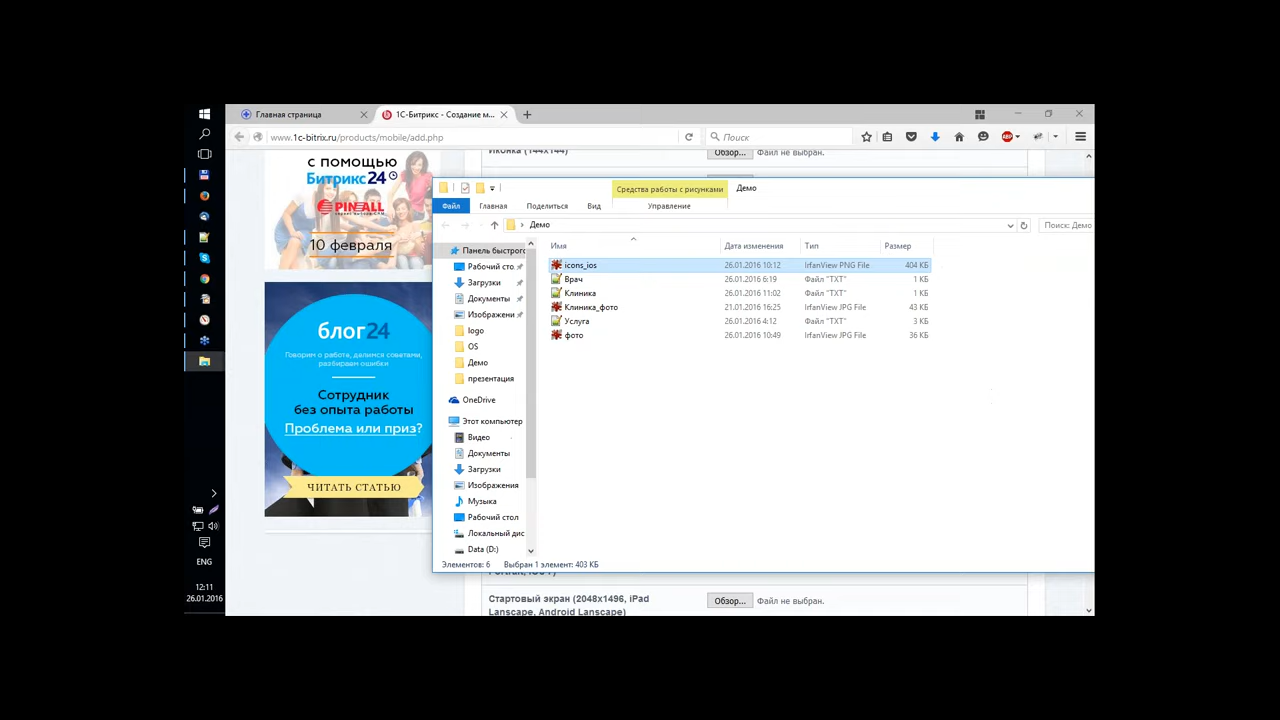 Главная страница
1С-Битрикс - Создание м...
www.1c-bitrix.ru/products/mobile/add.php
Поиск
ABP
Иконка (144x144)
Обзор...
Файл не выбран.
с помощью
Битрикс24
PINALL
10 февраля
блог24
Говорим о работе, делимся советами,
разбираем ошибки
Сотрудник
без опыта работы
Проблема или приз?
ЧИТАТЬ СТАТЬЮ
Средства работы с рисунками
Демо
Файл
Главная
Поделиться
Вид
Управление
Демо
Поиск: Демо
Панель быстрого
Рабочий сто
Загрузки
Документы
Изображени
logo
OS
Демо
презентация
OneDrive
Этот компьютер
Видео
Документы
Загрузки
Изображения
Музыка
Рабочий стол
Локальный дис
Data (D:)
Имя Дата изменения Тип Размер
icons_ios 26.01.2016 10:12 IrfanView PNG File 404 КБ
Врач 26.01.2016 6:19 Файл "TXT" 1 КБ
Клиника 26.01.2016 11:02 Файл "TXT" 1 КБ
Клиника_фото 21.01.2016 16:25 IrfanView JPG File 43 КБ
Услуга 26.01.2016 4:12 Файл "TXT" 3 КБ
фото 26.01.2016 10:49 IrfanView JPG File 36 КБ
Элементов: 6 Выбран 1 элемент: 403 КБ
Стартовый экран (2048x1496, iPad
Lanscape, Android Lanscape)
Обзор...
Файл не выбран.
ENG
12:11
26.01.2016